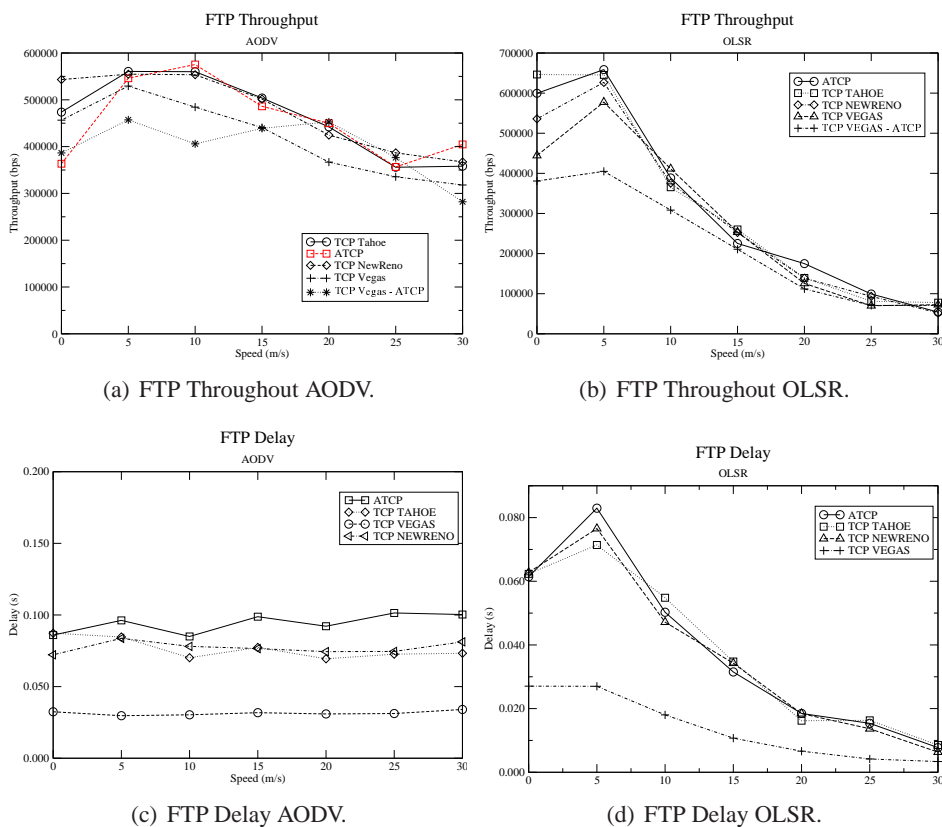 FTP Throughput
AODV
600000
500000
400000
300000
200000
100000
0
Throughput (bps)
0 5 10 15 20 25 30
Speed (m/s)
TCP Tahoe
ATCP
TCP NewReno
TCP Vegas
TCP Vegas - ATCP
(a) FTP Throughout AODV.
FTP Throughput
OLSR
700000
600000
500000
400000
300000
200000
100000
0
Throughput (bps)
0 5 10 15 20 25 30
Speed (m/s)
ATCP
TCP TAHOE
TCP NEWRENO
TCP VEGAS
TCP VEGAS - ATCP
(b) FTP Throughout OLSR.
FTP Delay
AODV
0.200
0.150
0.100
0.050
0.000
Delay (s)
0 5 10 15 20 25 30
Speed (m/s)
ATCP
TCP TAHOE
TCP VEGAS
TCP NEWRENO
(c) FTP Delay AODV.
FTP Delay
OLSR
0.080
0.060
0.040
0.020
0.000
Delay (s)
0 5 10 15 20 25 30
Speed (m/s)
ATCP
TCP TAHOE
TCP NEWRENO
TCP VEGAS
(d) FTP Delay OLSR.